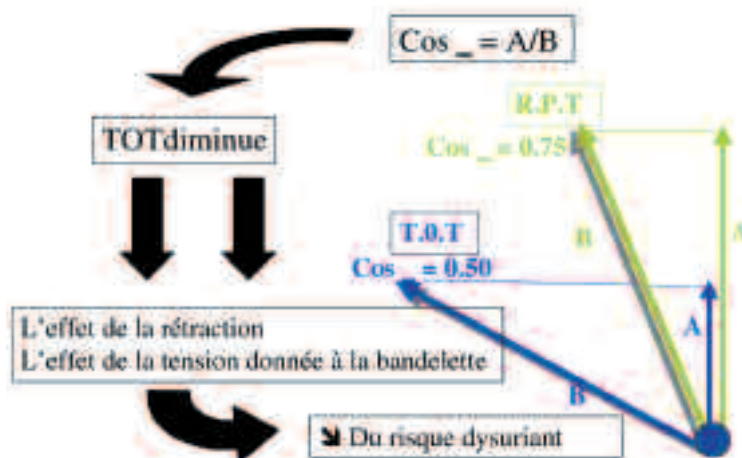 Cos _ = A/B
R.P.T
TOTdiminue
Cos _ = 0.75
B
A
T.0.T
Cos _ = 0.50
L'effet de la rétraction
L'effet de la tension donnée à la bandelette
A
B
Du risque dysuriant